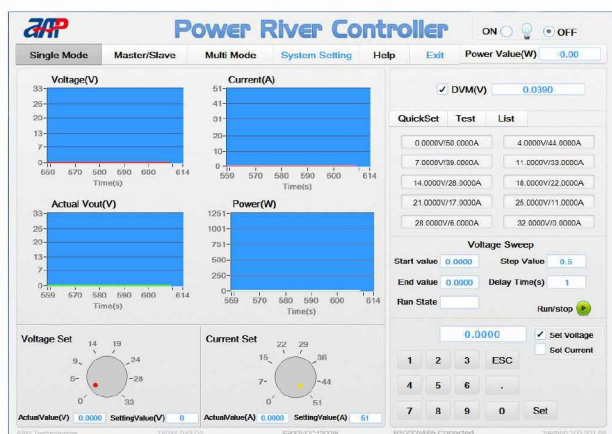 AMP
Power River Controller
ON
OFF
Single Mode Master/Slave Multi Mode System Setting Help Exit Power Value(W) 0.00
Voltage(V)
33
26
20
13
7
0
559 570 580 590 600 614
Time(s)
Current(A)
51
41
31
20
10
0
559 570 580 590 600 614
Time(s)
DVM(V) 0.0390
QuickSet Test List
0.0000V/50.0000A 4.0000V/44.0000A
7.0000V/39.0000A 11.0000V/33.0000A
14.0000V/28.0000A 18.0000V/22.0000A
21.0000V/17.0000A 25.0000V/11.0000A
28.0000V/6.0000A 32.0000V/0.0000A
Actual Vout(V)
33
26
20
13
7
0
559 570 580 590 600 614
Time(s)
Power(W)
1251
1001
751
500
250
0
559 570 580 590 600 614
Time(s)
Voltage Sweep
Start value 0.0000 Step Value 0.5
End value 0.0000 Delay Time(s) 1
Run State
Run/stop
Voltage Set
14 19
9 24
5 28
0 33
ActualValue(V) 0.0000 SettingValue(V) 0
Current Set
22 29
15 36
7 44
0 51
ActualValue(A) 0.0000 SettingValue(A) 51
0.0000
Set Voltage
Set Current
1 2 3 ESC
4 5 6 .
7 8 9 0 Set